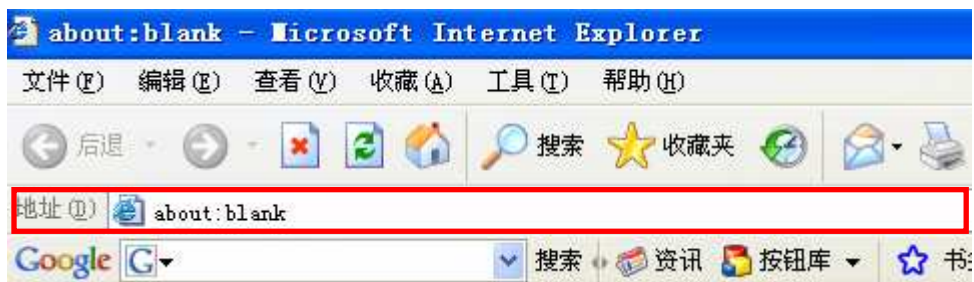 about:blank - Microsoft Internet Explorer
文件(F) 编辑(E) 查看(V) 收藏(A) 工具(T) 帮助(H)
后退 搜索 收藏夹
地址(D) about:blank
Google G 搜索 资讯 按钮库